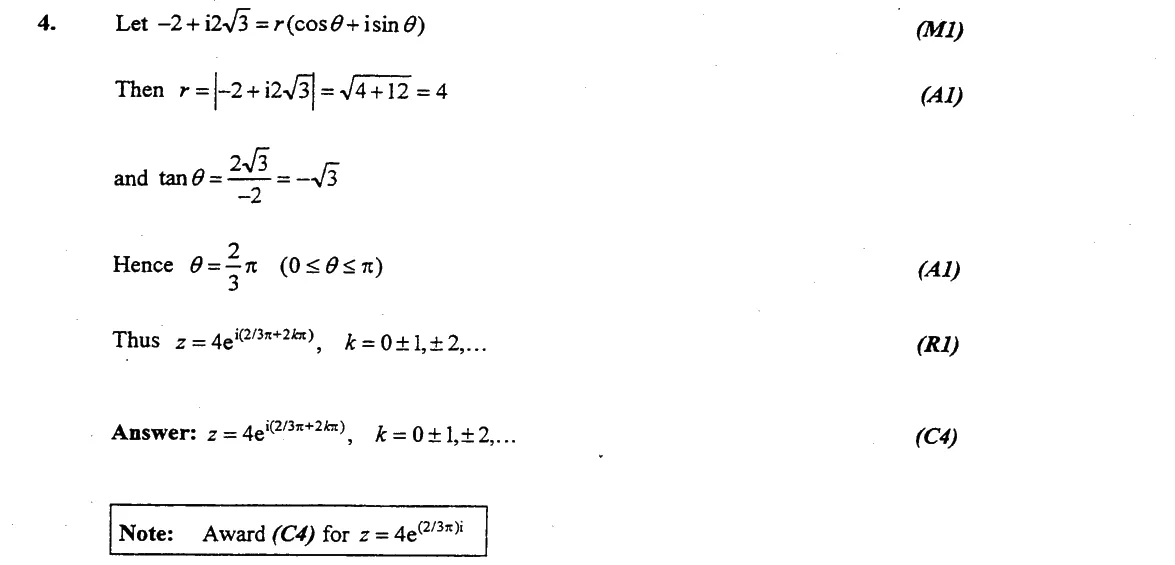 4. Let −2 + i2√3 = r(cos θ + i sin θ) (M1)
Then r = |−2 + i2√3| = √(4 + 12) = 4 (A1)
and tan θ = 2√3/−2 = −√3
Hence θ = 2/3 π (0 ≤ θ ≤ π) (A1)
Thus z = 4e^{i(2/3π+2kπ)}, k = 0 ± 1, ± 2,… (R1)
Answer: z = 4e^{i(2/3π+2kπ)}, k = 0 ± 1, ± 2,… (C4)
Note: Award (C4) for z = 4e^{(2/3π)i}